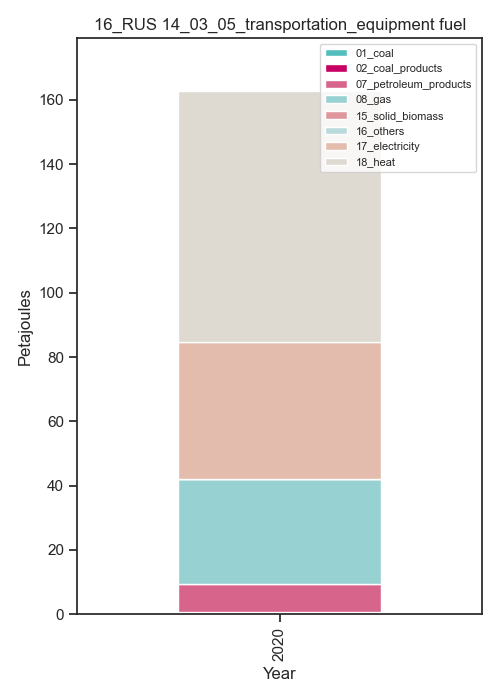 16_RUS 14_03_05_transportation_equipment fuel
01_coal
02_coal_products
07_petroleum_products
08_gas
15_solid_biomass
16_others
17_electricity
18_heat
160
140
120
100
80
60
40
20
0
Petajoules
2020
Year